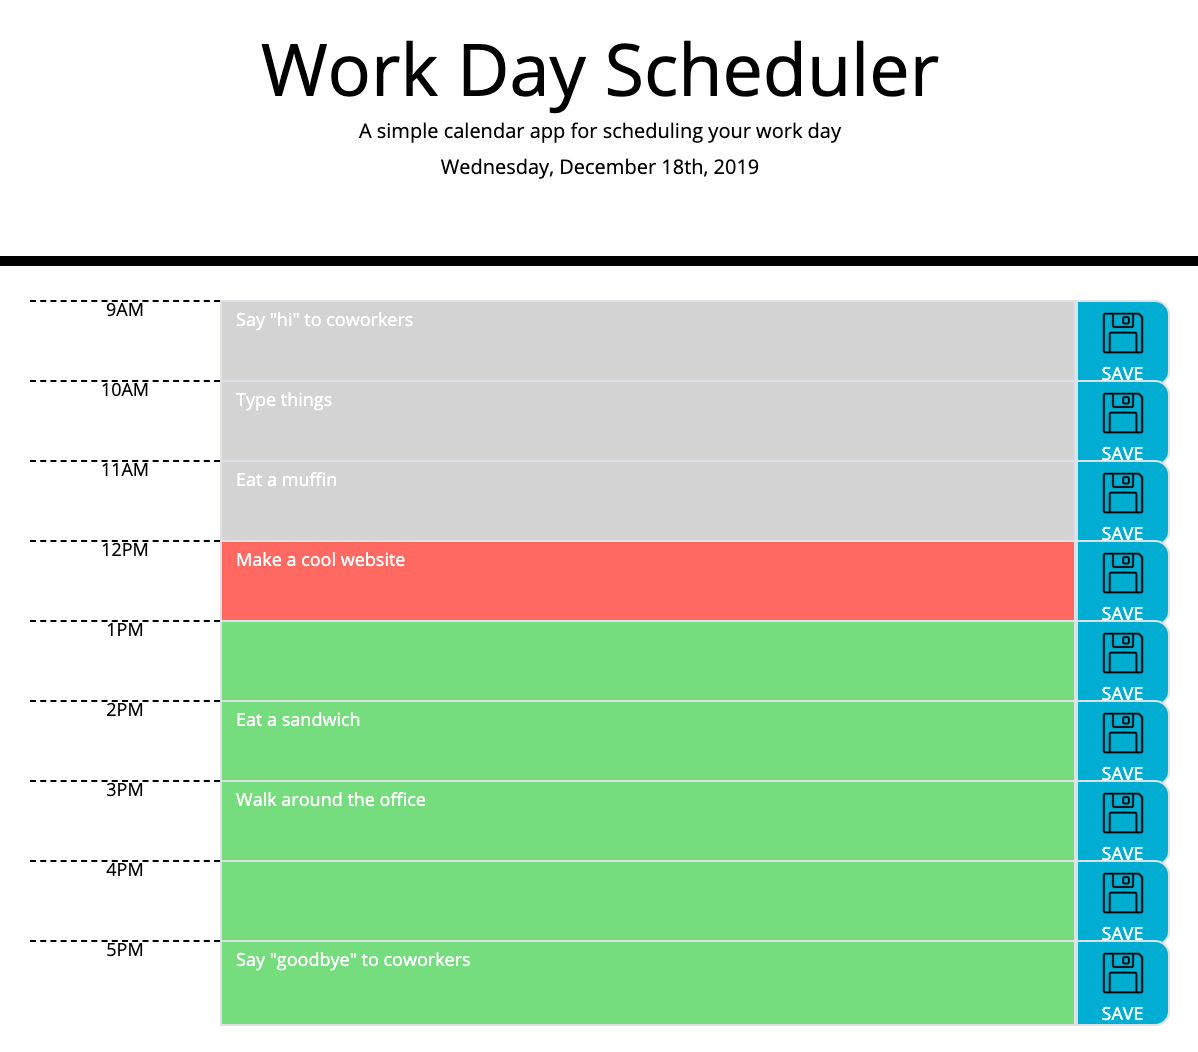 Work Day Scheduler
A simple calendar app for scheduling your work day
Wednesday, December 18th, 2019
9AM
Say "hi" to coworkers
SAVE
10AM
Type things
SAVE
11AM
Eat a muffin
SAVE
12PM
Make a cool website
SAVE
1PM
SAVE
2PM
Eat a sandwich
SAVE
3PM
Walk around the office
SAVE
4PM
SAVE
5PM
Say "goodbye" to coworkers
SAVE